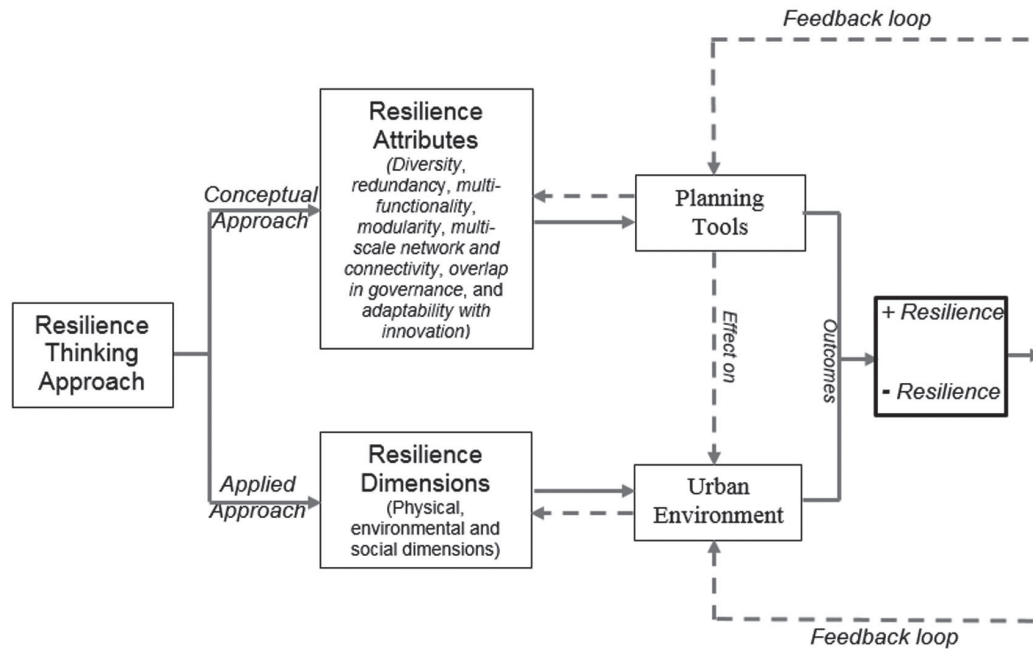 Feedback loop
Resilience
Attributes
(Diversity,
redundancy, multi-
functionality,
modularity, multi-
scale network and
connectivity, overlap
in governance, and
adaptability with
innovation)
Conceptual
Approach
Planning
Tools
Resilience
Thinking
Approach
Effect on
Outcomes
+ Resilience
- Resilience
Applied
Approach
Resilience
Dimensions
(Physical,
environmental and
social dimensions)
Urban
Environment
Feedback loop